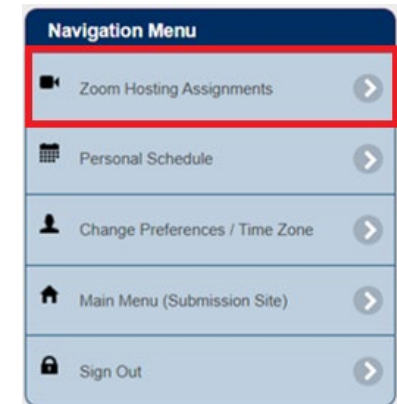 Navigation Menu
Zoom Hosting Assignments
Personal Schedule
Change Preferences / Time Zone
Main Menu (Submission Site)
Sign Out